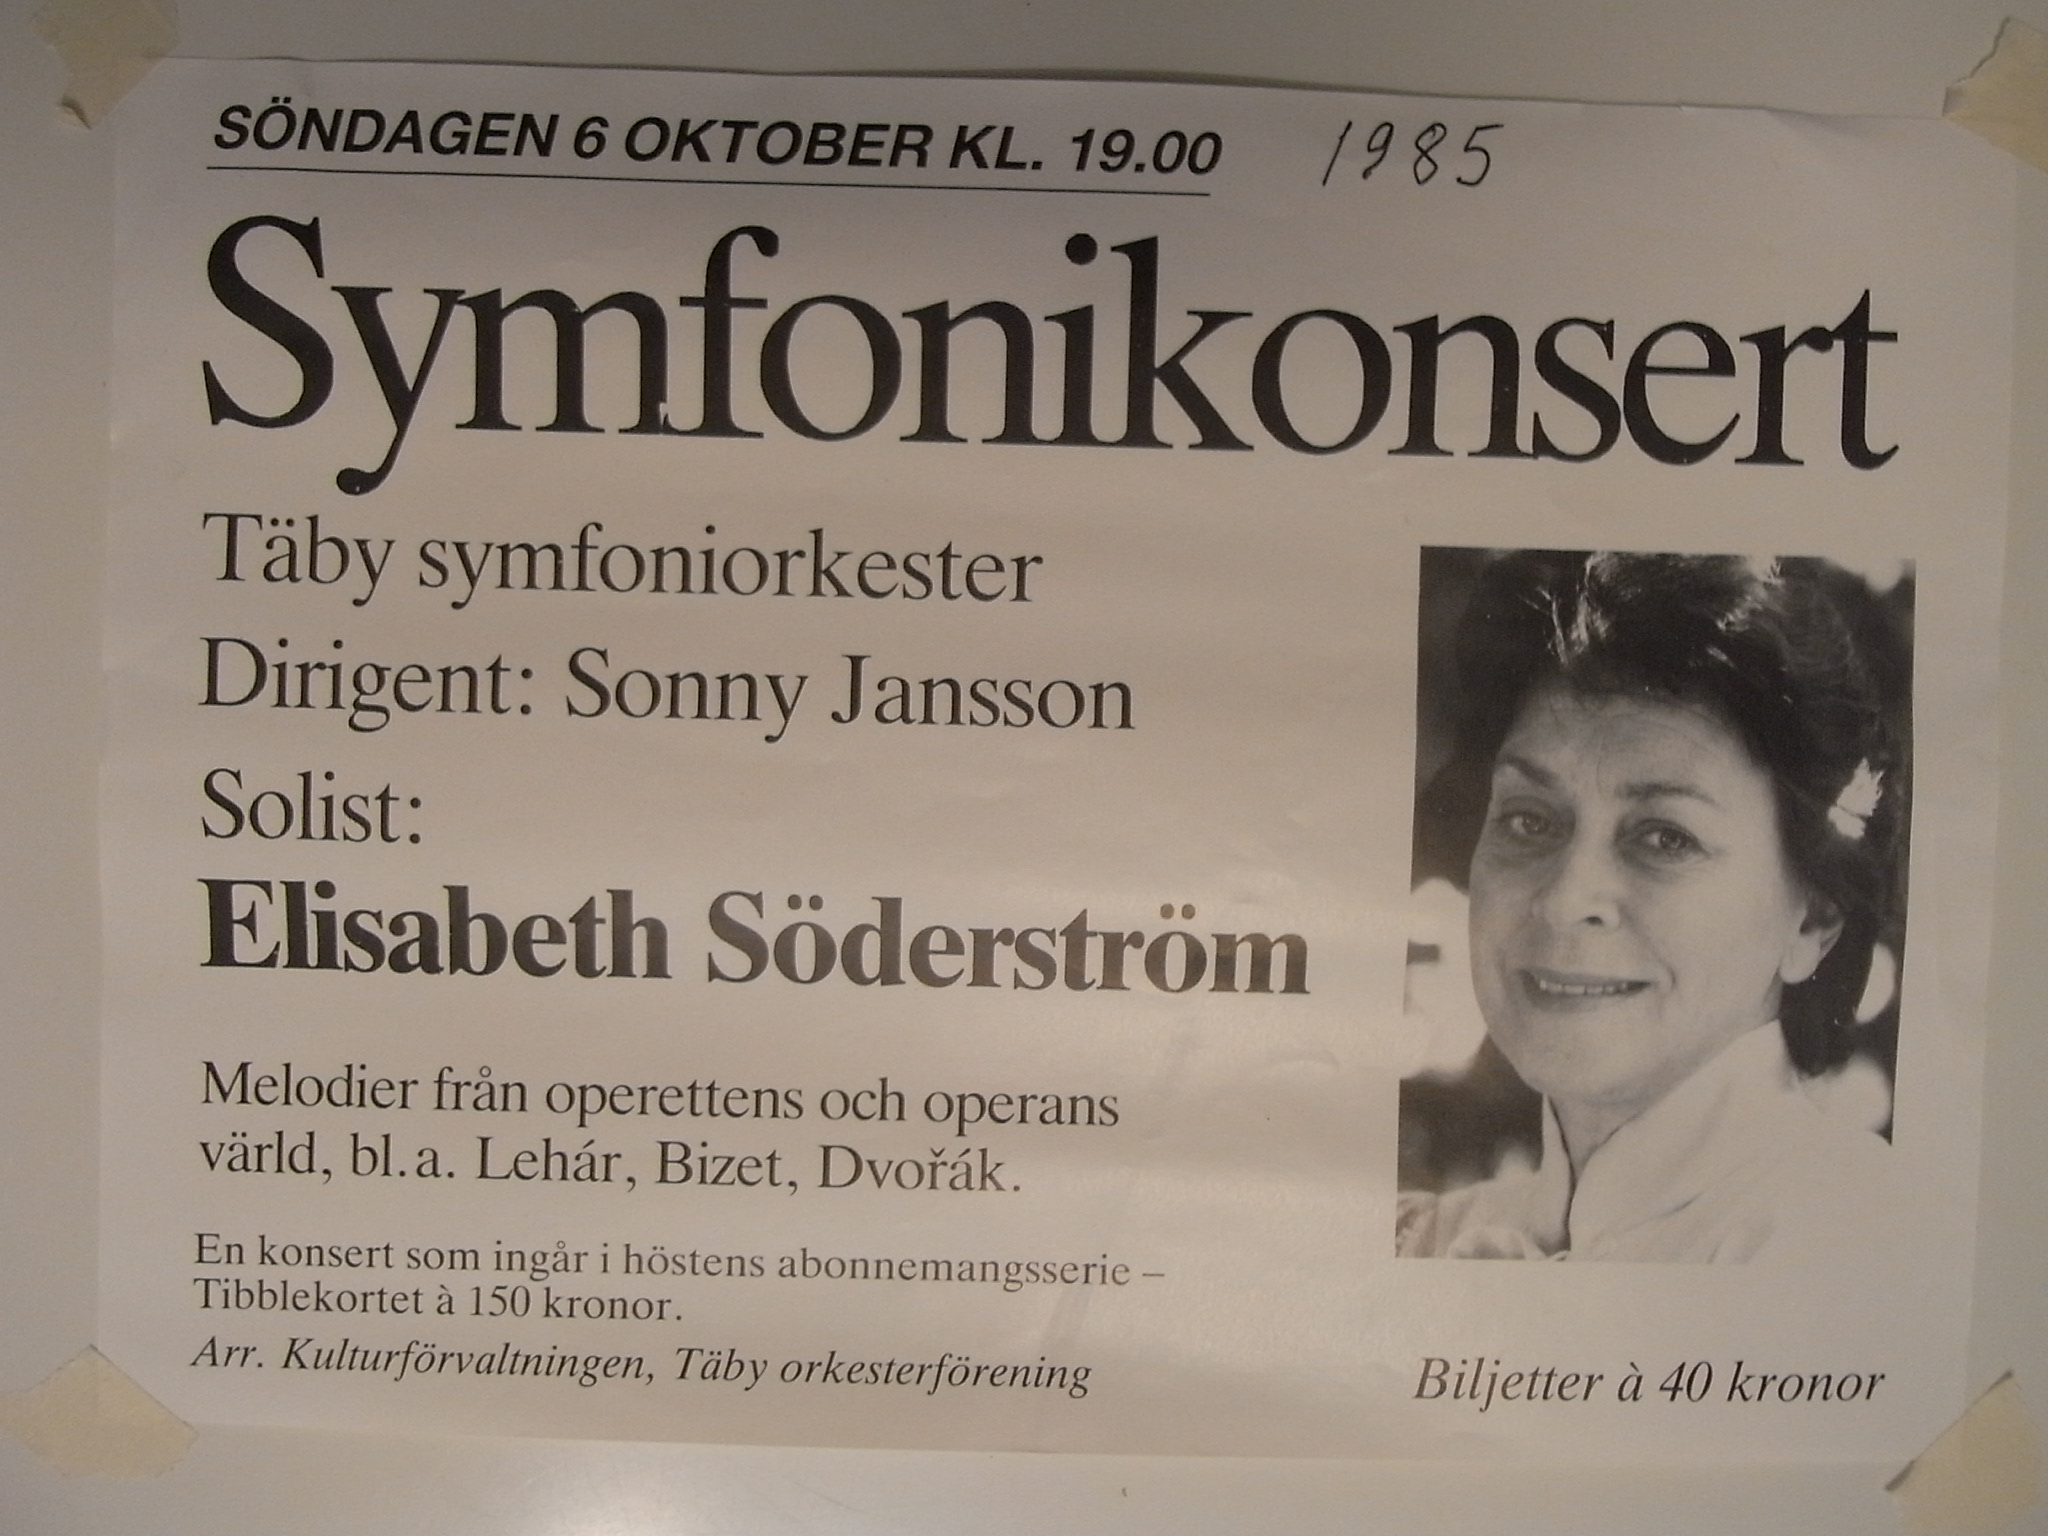 SÖNDAGEN 6 OKTOBER KL. 19.00 1985
Symfonikonsert
Täby symfoniorkester
Dirigent: Sonny Jansson
Solist:
Elisabeth Söderström
Melodier från operettens och operans
värld, bl.a. Lehár, Bizet, Dvořák.
En konsert som ingår i höstens abonnemangsserie –
Tibblekortet à 150 kronor.
Arr. Kulturförvaltningen, Täby orkesterförening
Biljetter à 40 kronor